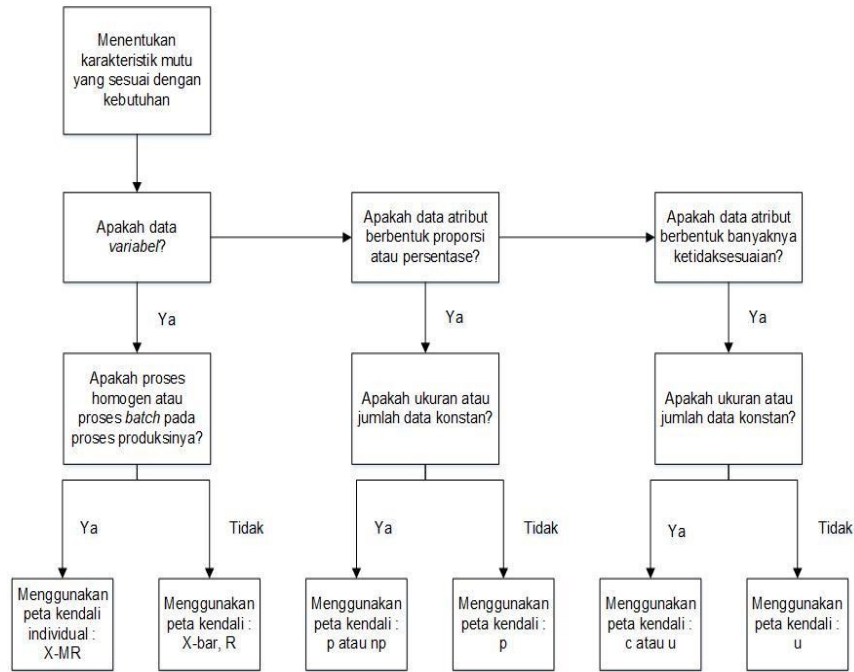 Menentukan
karakteristik mutu
yang sesuai dengan
kebutuhan
Apakah data
variabel?
Apakah data atribut
berbentuk proporsi
atau persentase?
Apakah data atribut
berbentuk banyaknya
ketidaksesuaian?
Ya
Ya
Ya
Apakah proses
homogen atau
proses batch pada
proses produksinya?
Apakah ukuran atau
jumlah data konstan?
Apakah ukuran atau
jumlah data konstan?
Ya
Tidak
Ya
Tidak
Ya
Tidak
Menggunakan
peta kendali
individual :
X-MR
Menggunakan
peta kendali :
X-bar, R
Menggunakan
peta kendali :
p atau np
Menggunakan
peta kendali :
p
Menggunakan
peta kendali :
c atau u
Menggunakan
peta kendali :
u